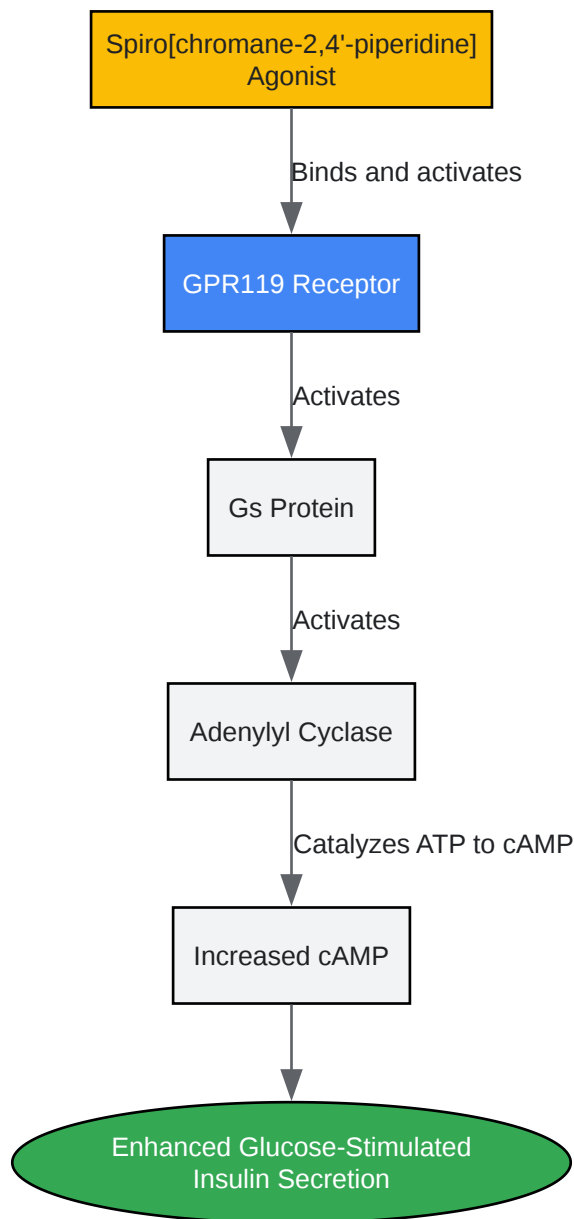 Spiro[chromane-2,4'-piperidine]
Agonist
Binds and activates
GPR119 Receptor
Activates
Gs Protein
Activates
Adenylyl Cyclase
Catalyzes ATP to cAMP
Increased cAMP
Enhanced Glucose-Stimulated
Insulin Secretion